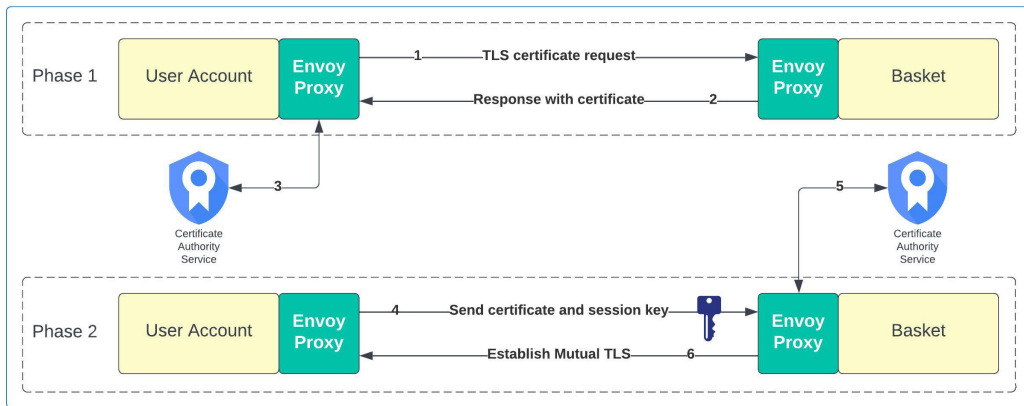 Phase 1
User Account
Envoy
Proxy
1
TLS certificate request
Response with certificate
2
Envoy
Proxy
Basket
3
Certificate
Authority
Service
5
Certificate
Authority
Service
Phase 2
User Account
Envoy
Proxy
4
Send certificate and session key
Establish Mutual TLS
6
Envoy
Proxy
Basket